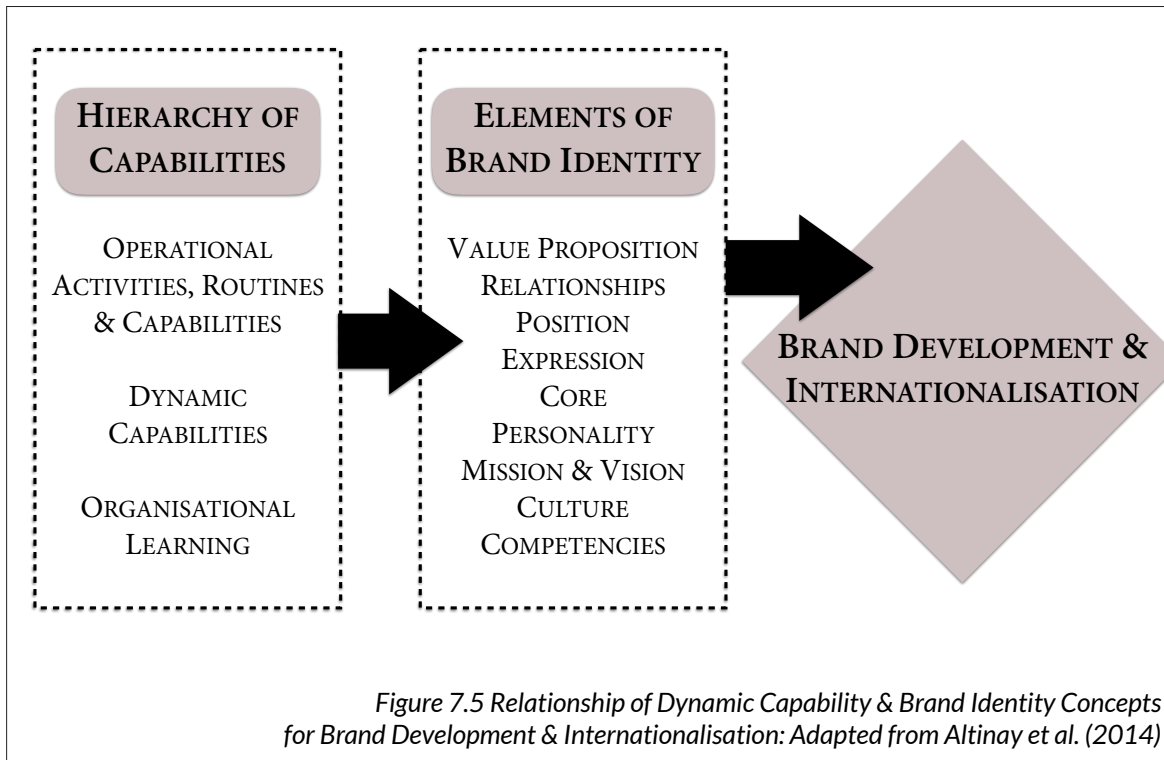 HIERARCHY OF
CAPABILITIES
OPERATIONAL
ACTIVITIES, ROUTINES
& CAPABILITIES
DYNAMIC
CAPABILITIES
ORGANISATIONAL
LEARNING
ELEMENTS OF
BRAND IDENTITY
VALUE PROPOSITION
RELATIONSHIPS
POSITION
EXPRESSION
CORE
PERSONALITY
MISSION & VISION
CULTURE
COMPETENCIES
BRAND DEVELOPMENT &
INTERNATIONALISATION
Figure 7.5 Relationship of Dynamic Capability & Brand Identity Concepts
for Brand Development & Internationalisation: Adapted from Altinay et al. (2014)